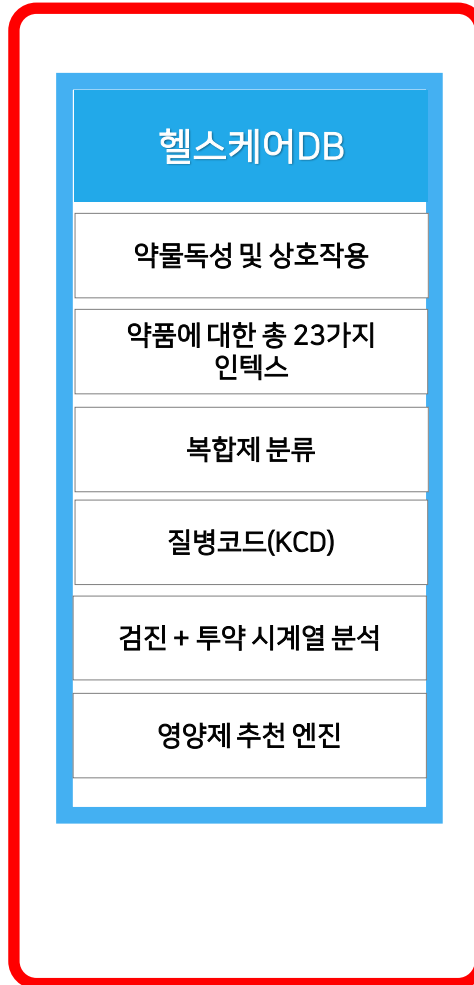 헬스케어DB
약물독성 및 상호작용
약품에 대한 총 23가지
인텍스
복합제 분류
질병코드(KCD)
검진 + 투약 시계열 분석
영양제 추천 엔진